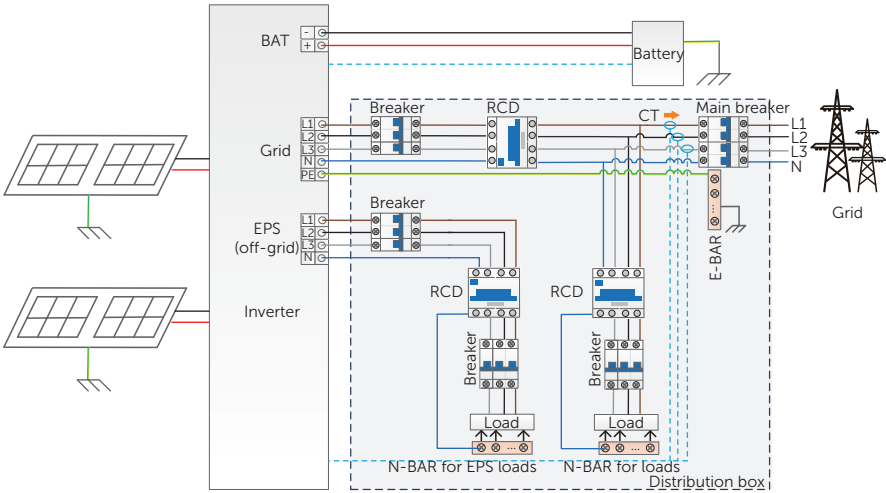 BAT
-
+
Battery
Breaker
RCD
CT
Main breaker
Grid
L1
L2
L3
N
PE
L1
L2
L3
N
Grid
E-BAR
...
EPS
(off-grid)
L1
L2
L3
N
Breaker
RCD
RCD
Inverter
Breaker
Breaker
Load
Load
...
...
N-BAR for EPS loads
N-BAR for loads
Distribution box